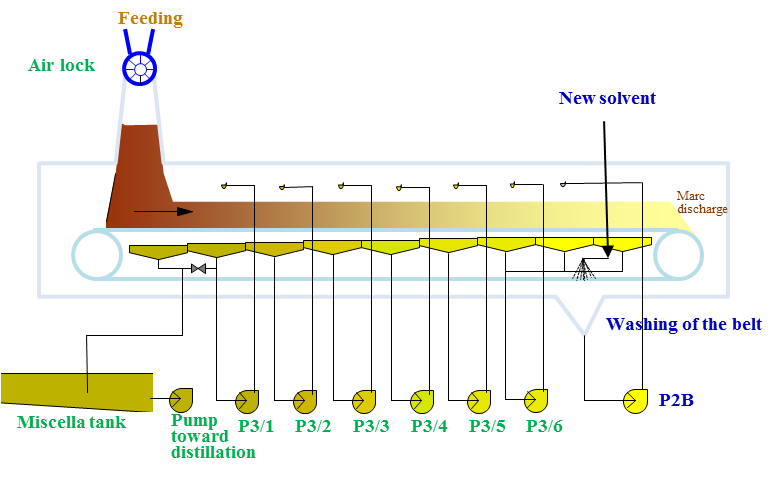 Feeding
Air lock
New solvent
Marc
discharge
Washing of the belt
Miscella tank
Pump
toward
distillation
P3/1
P3/2
P3/3
P3/4
P3/5
P3/6
P2B